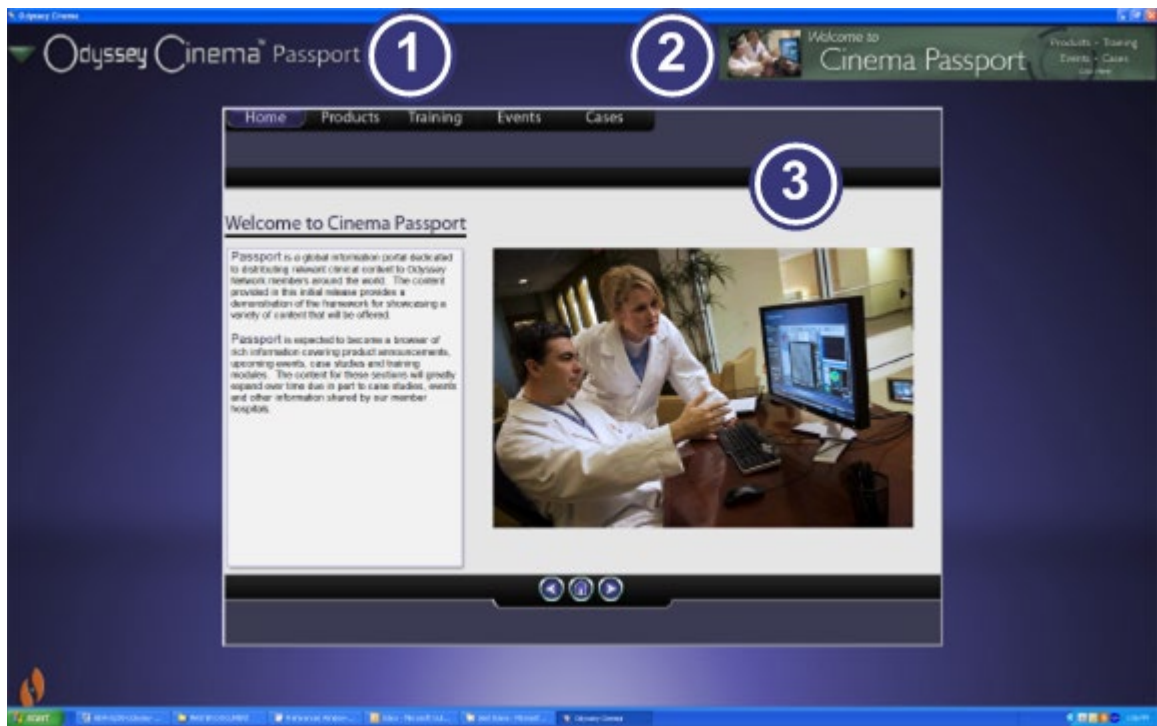 Odyssey Cinema
Odyssey Cinema™ Passport
1
2
Welcome to
Cinema Passport
Products - Training
Events - Cases
Home Products Training Events Cases
3
Welcome to Cinema Passport
Passport is a global information portal dedicated
to distributing relevant clinical content to Odyssey
Network members around the world. The content
provided in this initial release provides a
demonstration of the framework for showcasing a
variety of content that will be offered.
Passport is expected to become a browser of
rich information covering product announcements,
upcoming events, case studies and training
modules. The content for these sections will greatly
expand over time due in part to case studies, events
and other information shared by our member
hospitals.
start
Odyssey Cinema